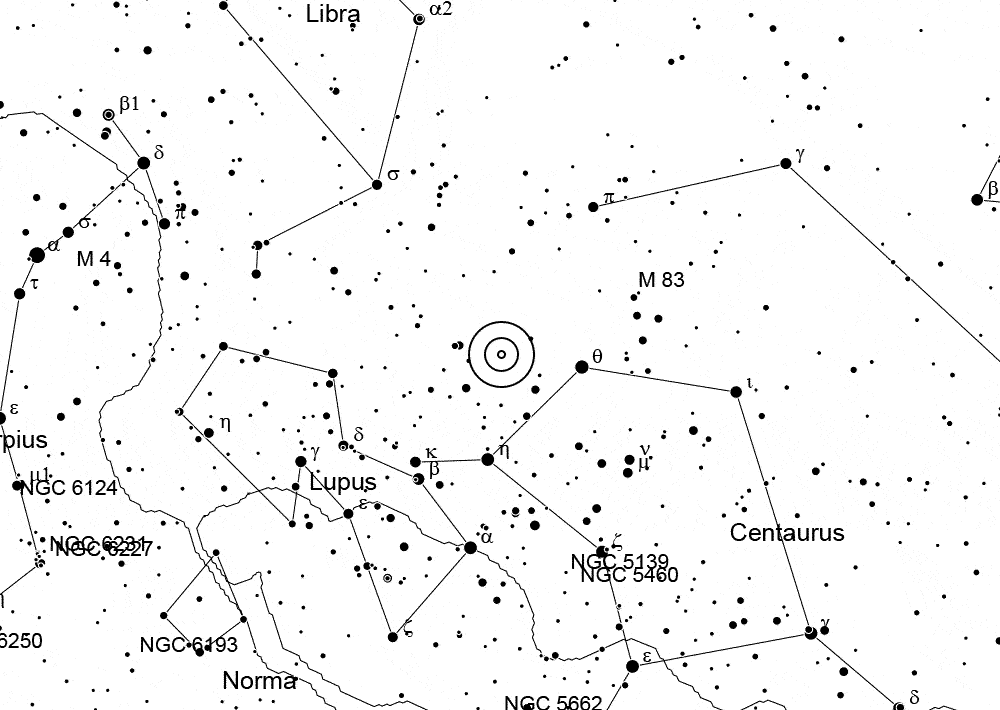 Libra
α2
β1
δ
σ
γ
π
β
π
σ
α
M 4
τ
M 83
θ
ι
ε
rpius
η
δ
η
γ
κ
β
ν
μ
μ1
NGC 6124
Lupus
ε
α
Centaurus
ζ
NGC 6231
NGC 6227
NGC 5139
NGC 5460
η
ζ
γ
6250
NGC 6193
ε
Norma
NGC 5662
δ